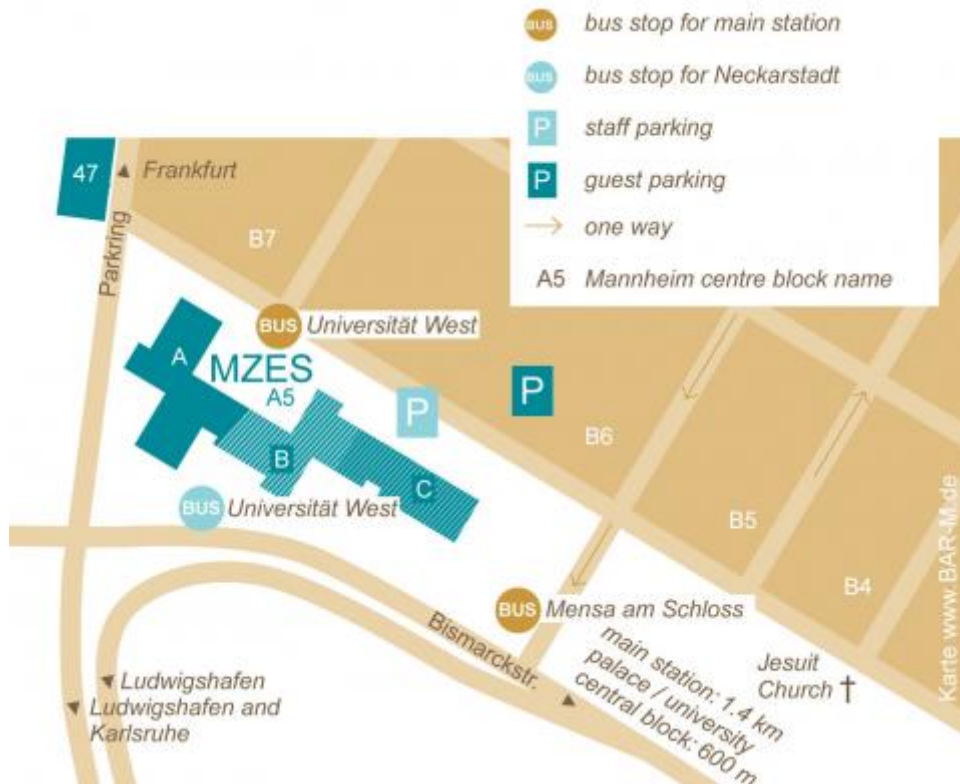 BUS bus stop for main station
BUS bus stop for Neckarstadt
P staff parking
P guest parking
one way
A5 Mannheim centre block name
47
Frankfurt
Parkring
B7
BUS Universität West
A
MZES
A5
P
P
B6
B
C
BUS Universität West
B5
B4
BUS Mensa am Schloss
Bismarckstr.
main station: 1.4 km
palace / university
central block: 600 m
Jesuit
Church
Ludwigshafen
Ludwigshafen and
Karlsruhe
Karte www.BAR-M.de